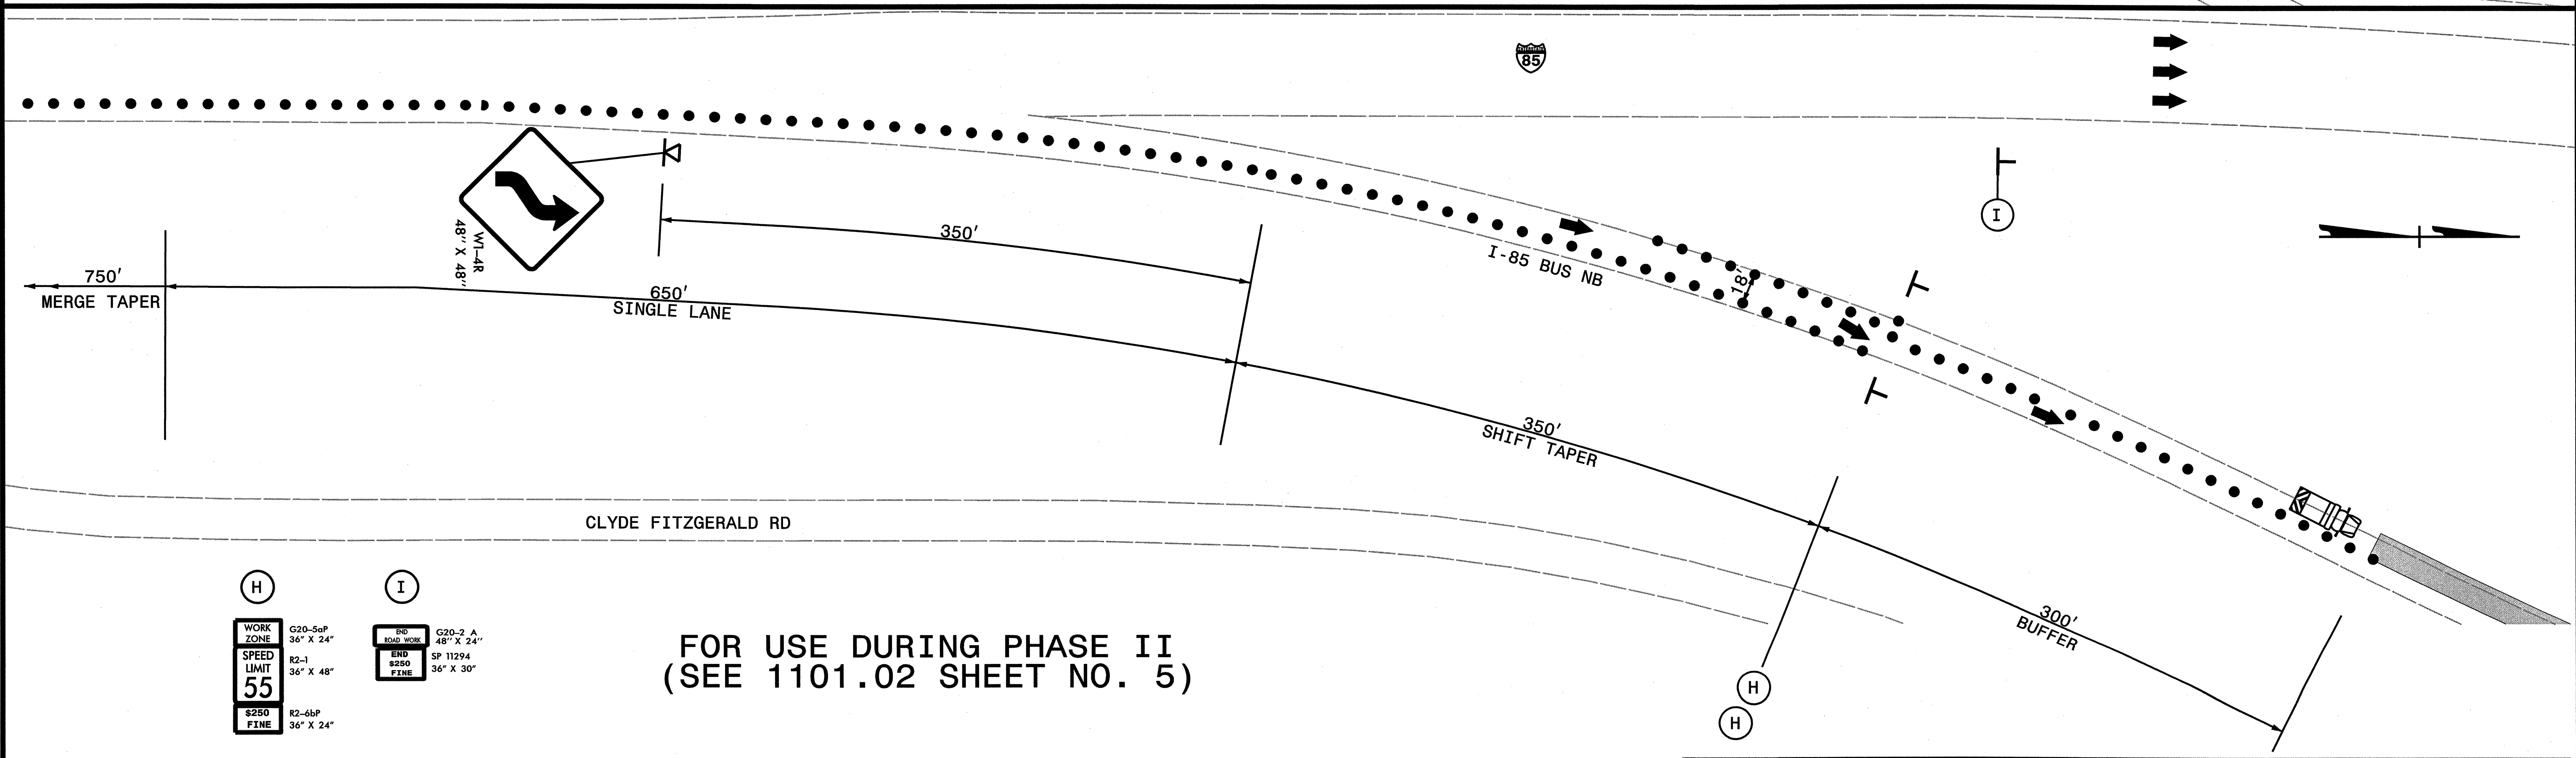 85
I
350'
I-85 BUS NB
18'
W1-4R
48" X 48"
750'
MERGE TAPER
650'
SINGLE LANE
350'
SHIFT TAPER
CLYDE FITZGERALD RD
300'
BUFFER
H
I
WORK
ZONE
G20-5aP
36" X 24"
SPEED
LIMIT
55
R2-1
36" X 48"
$250
FINE
R2-6bP
36" X 24"
END
ROAD WORK
G20-2 A
48" X 24"
END
$250
FINE
SP 11294
36" X 30"
FOR USE DURING PHASE II
(SEE 1101.02 SHEET NO. 5)
H
H